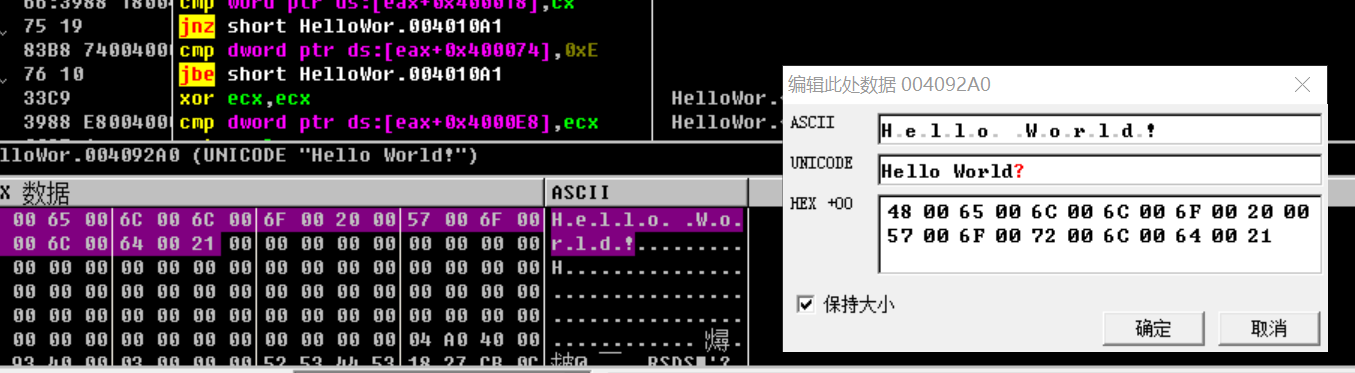 cmp word ptr ds:[eax+0x400018],cx
75 19 jnz short HelloWor.004010A1
83B8 7400400 cmp dword ptr ds:[eax+0x400074],0xE
76 10 jbe short HelloWor.004010A1
33C9 xor ecx,ecx HelloWor.
3988 E800400 cmp dword ptr ds:[eax+0x4000E8],ecx HelloWor.
lloWor.004092A0 (UNICODE "Hello World!")
X 数据 ASCII
00 65 00 6C 00 6C 00 6F 00 20 00 57 00 6F 00 H.e.l.l.o. .W.o.
00 6C 00 64 00 21 00 00 00 00 00 00 00 00 00 r.l.d.!.........
00 00 00 00 00 00 00 00 00 00 00 00 00 00 00 H...............
00 00 00 00 00 00 00 00 00 00 00 00 00 00 00 ................
00 00 00 00 00 00 00 00 00 00 00 00 00 00 00 ................
00 00 00 00 00 00 00 00 00 00 00 04 A0 40 00
编辑此处数据 004092A0
ASCII H.e.l.l.o. .W.o.r.l.d.!
UNICODE Hello World?
HEX +00 48 00 65 00 6C 00 6C 00 6F 00 20 00
57 00 6F 00 72 00 6C 00 64 00 21
保持大小
确定 取消